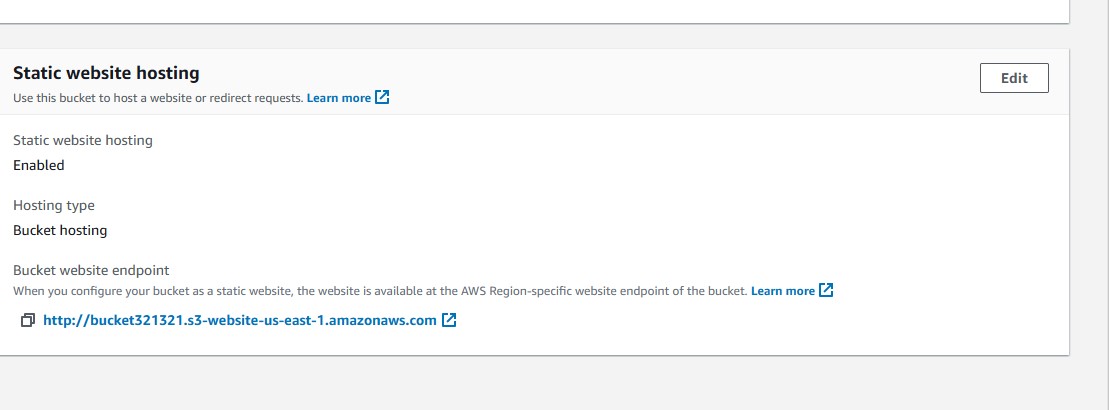 Static website hosting
Edit
Use this bucket to host a website or redirect requests. Learn more
Static website hosting
Enabled
Hosting type
Bucket hosting
Bucket website endpoint
When you configure your bucket as a static website, the website is available at the AWS Region-specific website endpoint of the bucket. Learn more
http://bucket321321.s3-website-us-east-1.amazonaws.com